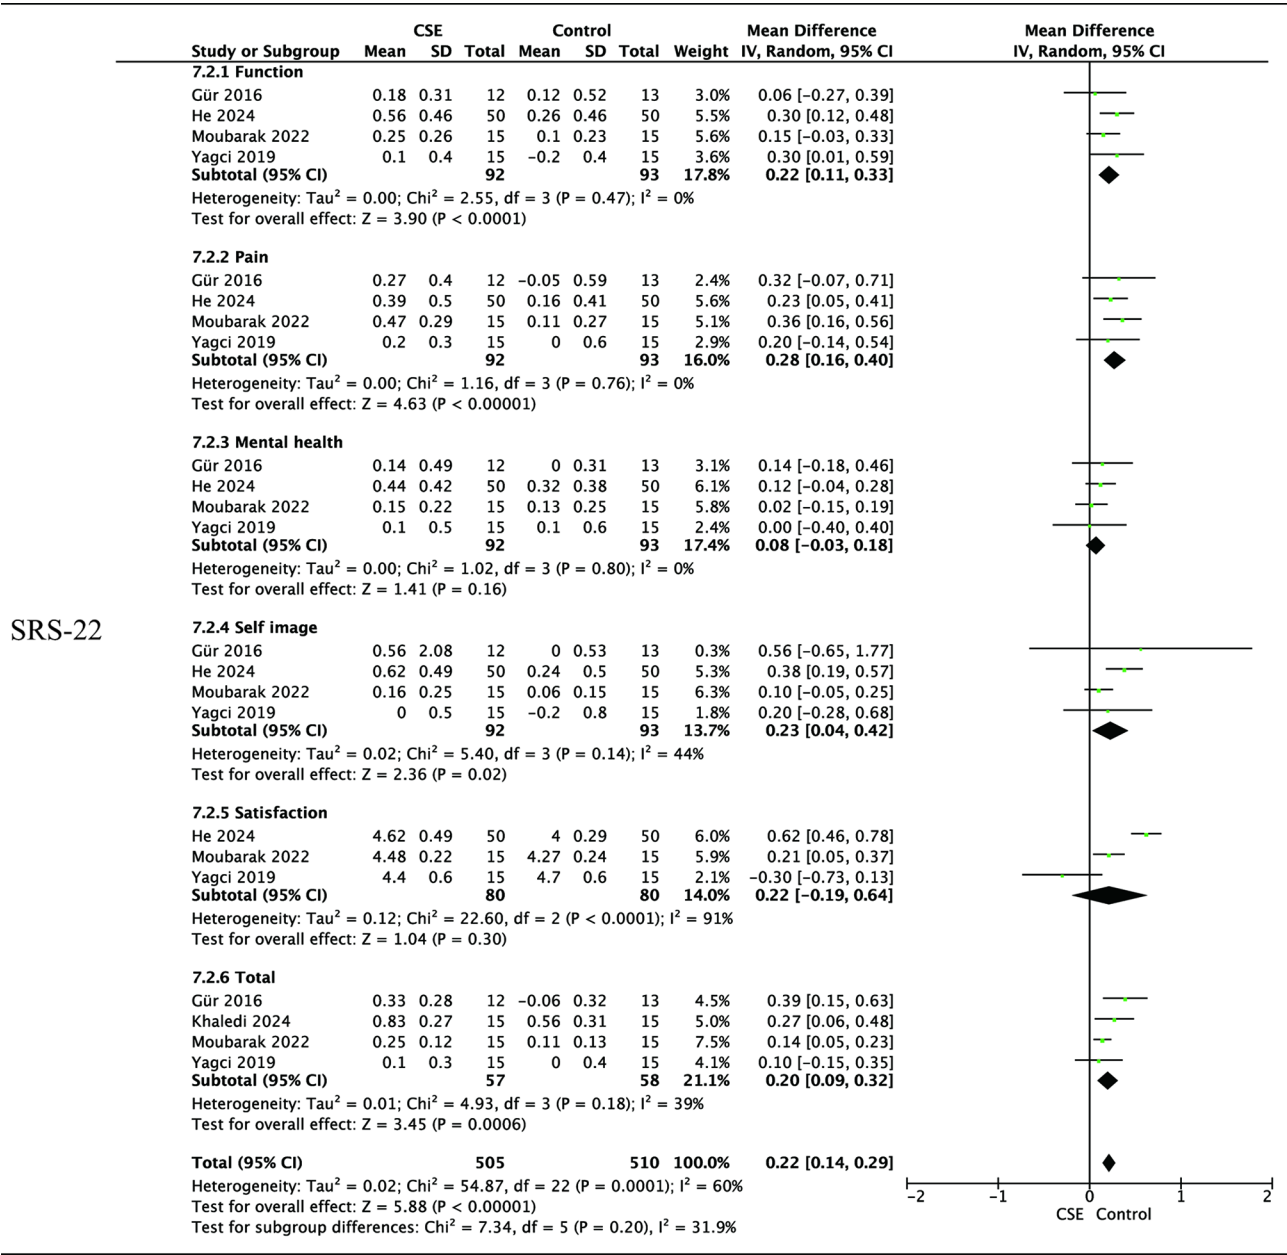 CSE Control Mean Difference Mean Difference
Study or Subgroup Mean SD Total Mean SD Total Weight IV, Random, 95% CI IV, Random, 95% CI
7.2.1 Function
Gür 2016 0.18 0.31 12 0.12 0.52 13 3.0% 0.06 [−0.27, 0.39]
He 2024 0.56 0.46 50 0.26 0.46 50 5.5% 0.30 [0.12, 0.48]
Moubarak 2022 0.25 0.26 15 0.1 0.23 15 5.6% 0.15 [−0.03, 0.33]
Yagci 2019 0.1 0.4 15 −0.2 0.4 15 3.6% 0.30 [0.01, 0.59]
Subtotal (95% CI) 92 93 17.8% 0.22 [0.11, 0.33]
Heterogeneity: Tau² = 0.00; Chi² = 2.55, df = 3 (P = 0.47); I² = 0%
Test for overall effect: Z = 3.90 (P < 0.0001)
7.2.2 Pain
Gür 2016 0.27 0.4 12 −0.05 0.59 13 2.4% 0.32 [−0.07, 0.71]
He 2024 0.39 0.5 50 0.16 0.41 50 5.6% 0.23 [0.05, 0.41]
Moubarak 2022 0.47 0.29 15 0.11 0.27 15 5.1% 0.36 [0.16, 0.56]
Yagci 2019 0.2 0.3 15 0 0.6 15 2.9% 0.20 [−0.14, 0.54]
Subtotal (95% CI) 92 93 16.0% 0.28 [0.16, 0.40]
Heterogeneity: Tau² = 0.00; Chi² = 1.16, df = 3 (P = 0.76); I² = 0%
Test for overall effect: Z = 4.63 (P < 0.00001)
7.2.3 Mental health
Gür 2016 0.14 0.49 12 0 0.31 13 3.1% 0.14 [−0.18, 0.46]
He 2024 0.44 0.42 50 0.32 0.38 50 6.1% 0.12 [−0.04, 0.28]
Moubarak 2022 0.15 0.22 15 0.13 0.25 15 5.8% 0.02 [−0.15, 0.19]
Yagci 2019 0.1 0.5 15 0.1 0.6 15 2.4% 0.00 [−0.40, 0.40]
Subtotal (95% CI) 92 93 17.4% 0.08 [−0.03, 0.18]
Heterogeneity: Tau² = 0.00; Chi² = 1.02, df = 3 (P = 0.80); I² = 0%
Test for overall effect: Z = 1.41 (P = 0.16)
SRS-22
7.2.4 Self image
Gür 2016 0.56 2.08 12 0 0.53 13 0.3% 0.56 [−0.65, 1.77]
He 2024 0.62 0.49 50 0.24 0.5 50 5.3% 0.38 [0.19, 0.57]
Moubarak 2022 0.16 0.25 15 0.06 0.15 15 6.3% 0.10 [−0.05, 0.25]
Yagci 2019 0 0.5 15 −0.2 0.8 15 1.8% 0.20 [−0.28, 0.68]
Subtotal (95% CI) 92 93 13.7% 0.23 [0.04, 0.42]
Heterogeneity: Tau² = 0.02; Chi² = 5.40, df = 3 (P = 0.14); I² = 44%
Test for overall effect: Z = 2.36 (P = 0.02)
7.2.5 Satisfaction
He 2024 4.62 0.49 50 4 0.29 50 6.0% 0.62 [0.46, 0.78]
Moubarak 2022 4.48 0.22 15 4.27 0.24 15 5.9% 0.21 [0.05, 0.37]
Yagci 2019 4.4 0.6 15 4.7 0.6 15 2.1% −0.30 [−0.73, 0.13]
Subtotal (95% CI) 80 80 14.0% 0.22 [−0.19, 0.64]
Heterogeneity: Tau² = 0.12; Chi² = 22.60, df = 2 (P < 0.0001); I² = 91%
Test for overall effect: Z = 1.04 (P = 0.30)
7.2.6 Total
Gür 2016 0.33 0.28 12 −0.06 0.32 13 4.5% 0.39 [0.15, 0.63]
Khaledi 2024 0.83 0.27 15 0.56 0.31 15 5.0% 0.27 [0.06, 0.48]
Moubarak 2022 0.25 0.12 15 0.11 0.13 15 7.5% 0.14 [0.05, 0.23]
Yagci 2019 0.1 0.3 15 0 0.4 15 4.1% 0.10 [−0.15, 0.35]
Subtotal (95% CI) 57 58 21.1% 0.20 [0.09, 0.32]
Heterogeneity: Tau² = 0.01; Chi² = 4.93, df = 3 (P = 0.18); I² = 39%
Test for overall effect: Z = 3.45 (P = 0.0006)
Total (95% CI) 505 510 100.0% 0.22 [0.14, 0.29]
Heterogeneity: Tau² = 0.02; Chi² = 54.87, df = 22 (P = 0.0001); I² = 60%
Test for overall effect: Z = 5.88 (P < 0.00001)
Test for subgroup differences: Chi² = 7.34, df = 5 (P = 0.20), I² = 31.9%
−2 −1 0 1 2
CSE Control